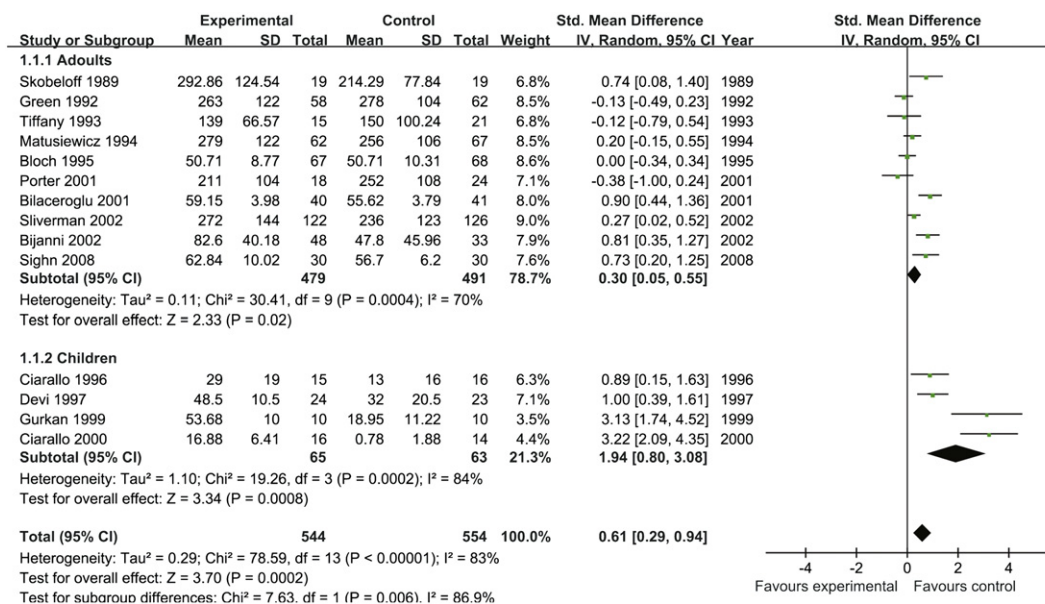 Experimental Control Std. Mean Difference Std. Mean Difference
Study or Subgroup Mean SD Total Mean SD Total Weight IV, Random, 95% CI Year IV, Random, 95% CI
1.1.1 Adoults
Skobeloff 1989 292.86 124.54 19 214.29 77.84 19 6.8% 0.74 [0.08, 1.40] 1989
Green 1992 263 122 58 278 104 62 8.5% -0.13 [-0.49, 0.23] 1992
Tiffany 1993 139 66.57 15 150 100.24 21 6.8% -0.12 [-0.79, 0.54] 1993
Matusiewicz 1994 279 122 62 256 106 67 8.6% 0.20 [-0.15, 0.55] 1994
Bloch 1995 50.71 8.77 67 50.71 10.31 68 8.6% 0.00 [-0.34, 0.34] 1995
Porter 2001 211 104 18 252 108 24 7.1% -0.38 [-1.00, 0.24] 2001
Bilaceroglu 2001 59.15 3.98 40 55.62 3.79 41 8.0% 0.90 [0.44, 1.36] 2001
Sliverman 2002 272 144 122 236 123 126 9.0% 0.27 [0.02, 0.52] 2002
Bijanni 2002 82.6 40.18 48 47.8 45.96 33 7.9% 0.81 [0.35, 1.27] 2002
Sighn 2008 62.84 10.02 30 56.7 6.2 30 7.6% 0.73 [0.20, 1.25] 2008
Subtotal (95% CI) 479 491 78.7% 0.30 [0.05, 0.55]
Heterogeneity: Tau² = 0.11; Chi² = 30.41, df = 9 (P = 0.0004); I² = 70%
Test for overall effect: Z = 2.33 (P = 0.02)
1.1.2 Children
Ciarallo 1996 29 19 15 13 16 16 6.3% 0.89 [0.15, 1.63] 1996
Devi 1997 48.5 10.5 24 32 20.5 23 7.1% 1.00 [0.39, 1.61] 1997
Gurkan 1999 53.68 10 10 18.95 11.22 10 3.5% 3.13 [1.74, 4.52] 1999
Ciarallo 2000 16.88 6.41 16 0.78 1.88 14 4.4% 3.22 [2.09, 4.35] 2000
Subtotal (95% CI) 65 63 21.3% 1.94 [0.80, 3.08]
Heterogeneity: Tau² = 1.10; Chi² = 19.26, df = 3 (P = 0.0002); I² = 84%
Test for overall effect: Z = 3.34 (P = 0.0008)
Total (95% CI) 544 554 100.0% 0.61 [0.29, 0.94]
Heterogeneity: Tau² = 0.29; Chi² = 78.59, df = 13 (P < 0.00001); I² = 83%
Test for overall effect: Z = 3.70 (P = 0.0002)
Test for subgroup differences: Chi² = 7.63, df = 1 (P = 0.006), I² = 86.9%
-4 -2 0 2 4
Favours experimental Favours control